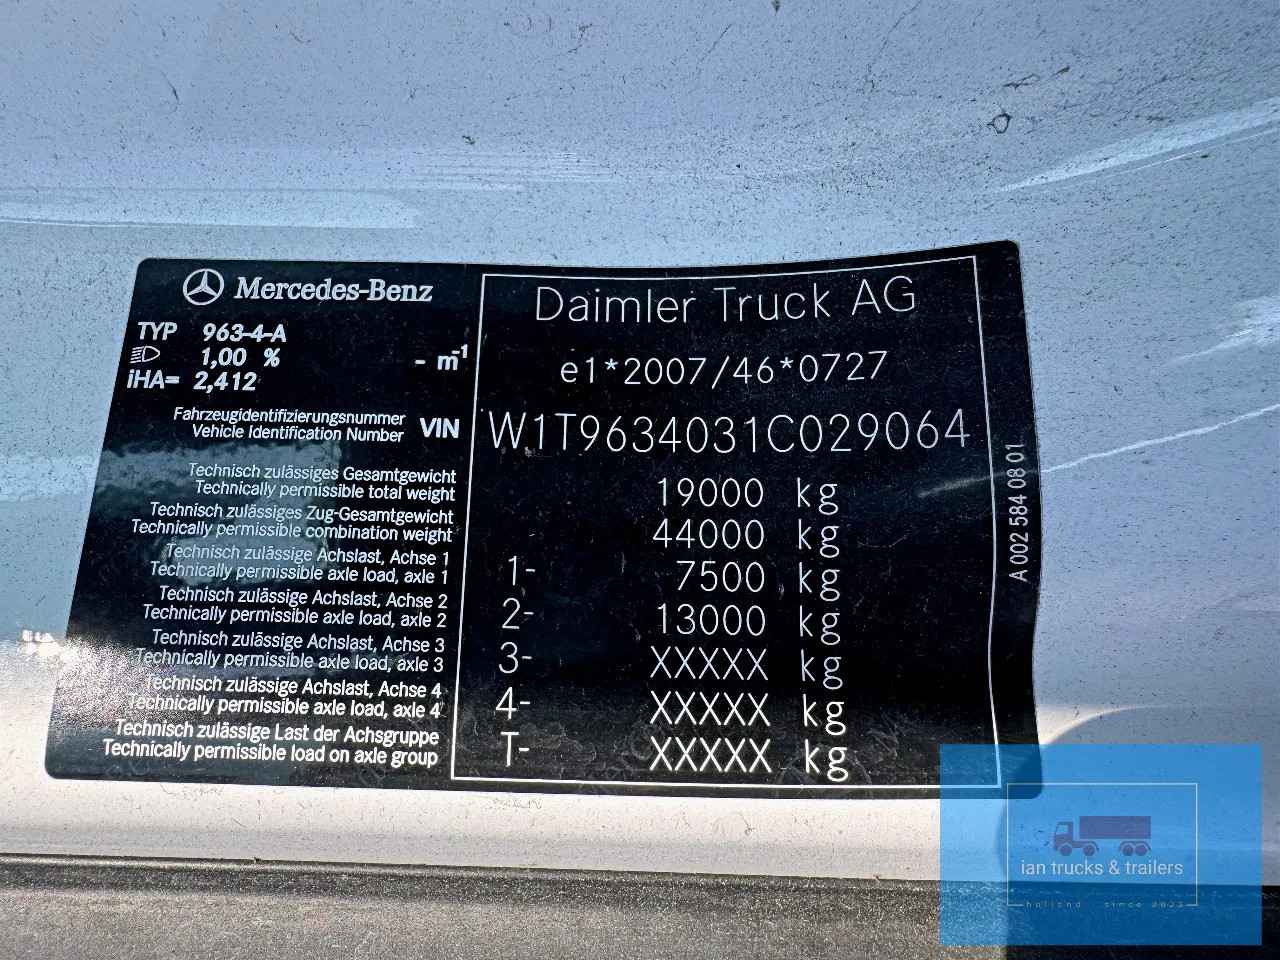 Mercedes-Benz
TYP 963-4-A
1,00 % - m⁻¹
iHA= 2,412
Daimler Truck AG
e1*2007/46*0727
Fahrzeugidentifizierungsnummer
Vehicle Identification Number VIN W1T9634031C029064
Technisch zulässiges Gesamtgewicht
Technically permissible total weight 19000 kg
Technisch zulässiges Zug-Gesamtgewicht
Technically permissible combination weight 44000 kg
Technisch zulässige Achslast, Achse 1
Technically permissible axle load, axle 1 1- 7500 kg
Technisch zulässige Achslast, Achse 2
Technically permissible axle load, axle 2 2- 13000 kg
Technisch zulässige Achslast, Achse 3
Technically permissible axle load, axle 3 3- XXXXX kg
Technisch zulässige Achslast, Achse 4
Technically permissible axle load, axle 4 4- XXXXX kg
Technisch zulässige Last der Achsgruppe
Technically permissible load on axle group T- XXXXX kg
A 002 584 08 01
ian trucks & trailers
holland since 2023